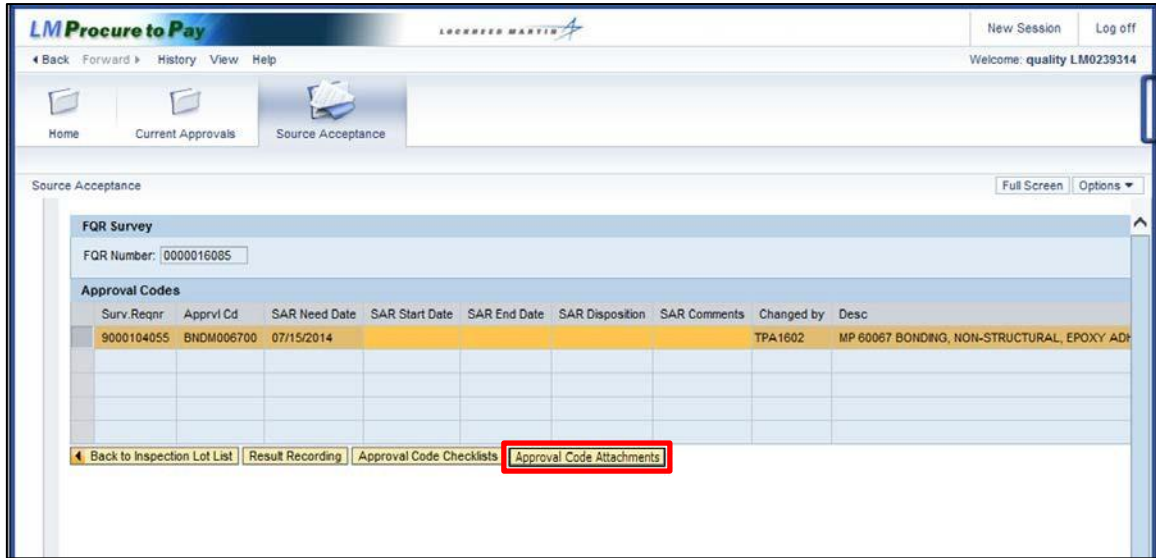 LM Procure to Pay LOCKHEED MARTIN New Session Log off
Back Forward History View Help Welcome: quality LM0239314
Home Current Approvals Source Acceptance
Source Acceptance Full Screen Options
FQR Survey
FQR Number: 0000016085
Approval Codes
Surv.Reqnr Apprvl Cd SAR Need Date SAR Start Date SAR End Date SAR Disposition SAR Comments Changed by Desc
9000104055 BNDM006700 07/15/2014 TPA1602 MP 60067 BONDING, NON-STRUCTURAL, EPOXY ADH
Back to Inspection Lot List Result Recording Approval Code Checklists Approval Code Attachments